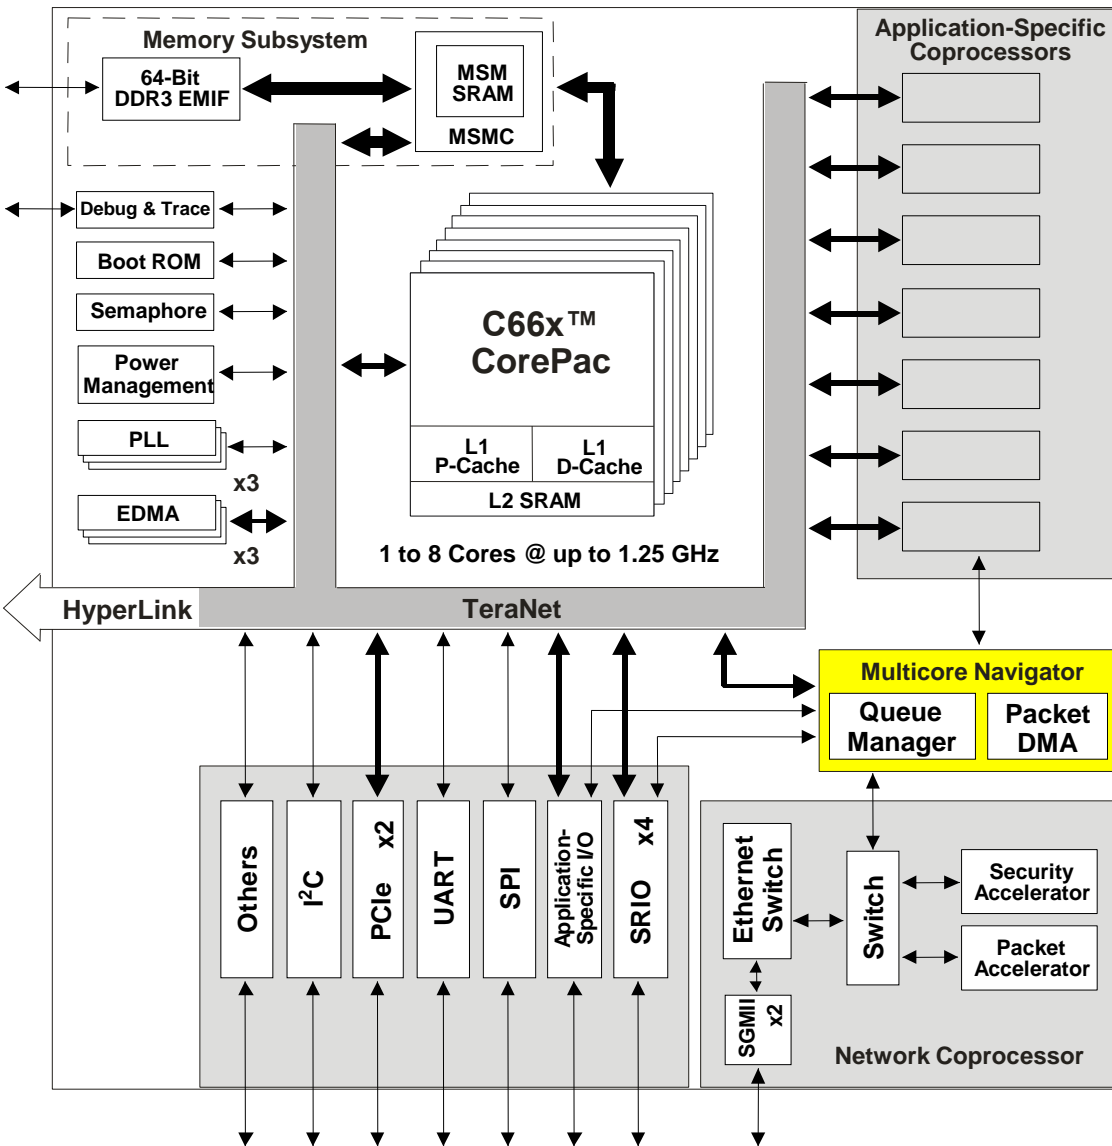 Memory Subsystem
64-Bit
DDR3 EMIF
MSM
SRAM
MSMC
Application-Specific
Coprocessors
Debug & Trace
Boot ROM
Semaphore
Power
Management
PLL
x3
EDMA
x3
C66x™
CorePac
L1
P-Cache
L1
D-Cache
L2 SRAM
1 to 8 Cores @ up to 1.25 GHz
HyperLink
TeraNet
Multicore Navigator
Queue
Manager
Packet
DMA
Others
I²C
PCIe x2
UART
SPI
Application-
Specific I/O
SRIO x4
Ethernet
Switch
Switch
Security
Accelerator
Packet
Accelerator
SGMII x2
Network Coprocessor